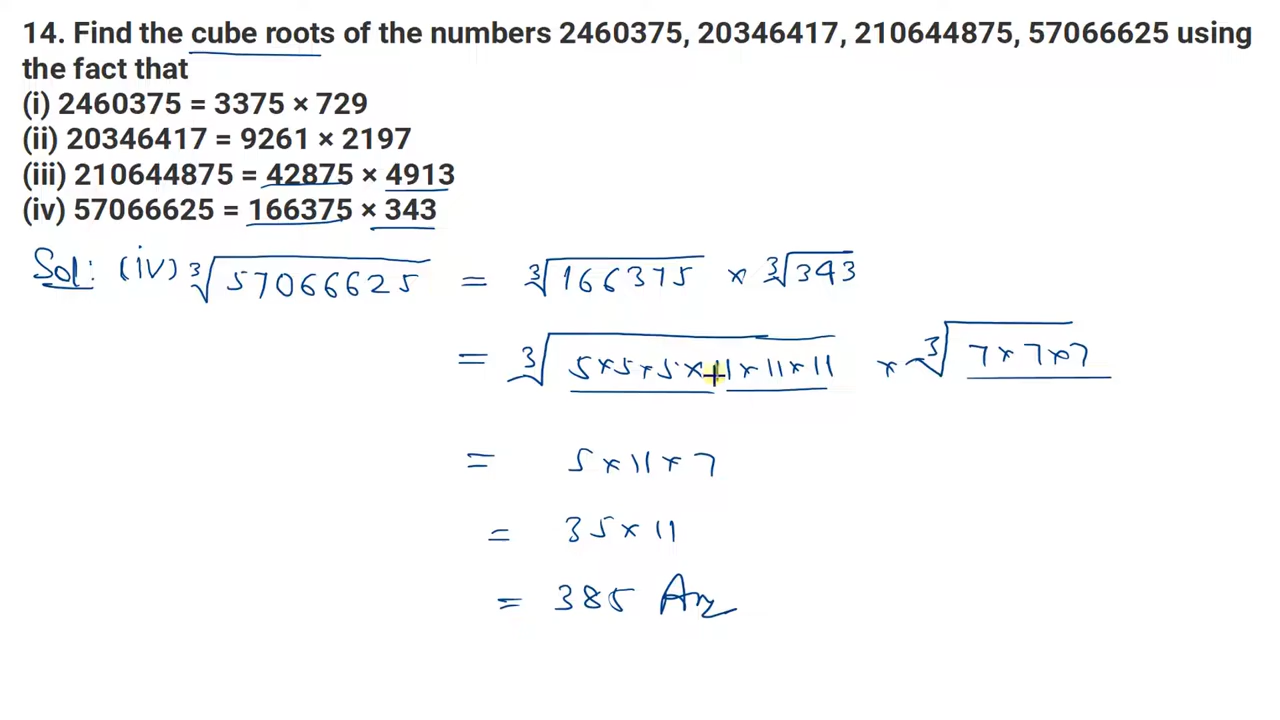 14. Find the cube roots of the numbers 2460375, 20346417, 210644875, 57066625 using
the fact that
(i) 2460375 = 3375 × 729
(ii) 20346417 = 9261 × 2197
(iii) 210644875 = 42875 × 4913
(iv) 57066625 = 166375 × 343
Sol: (iv) ∛57066625 = ∛166375 × ∛343
= ∛5×5×5×11×11×11 × ∛7×7×7
= 5×11×7
= 35×11
= 385 Ans